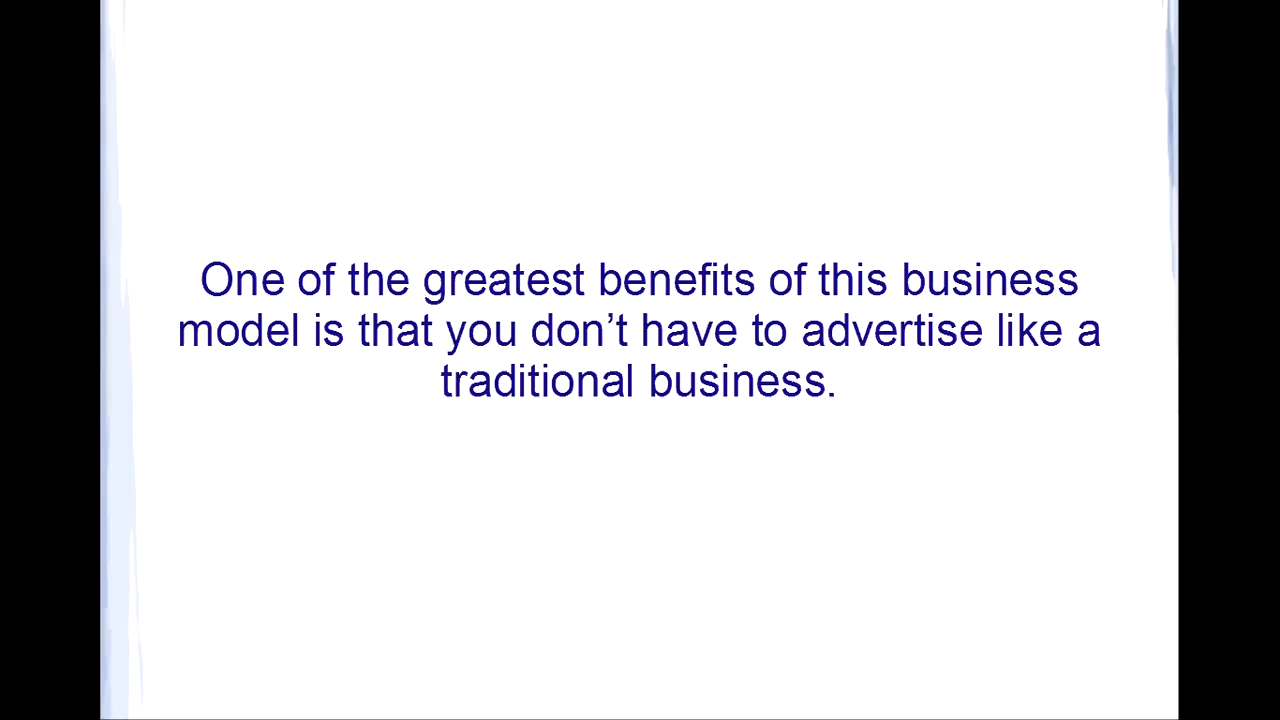 One of the greatest benefits of this business
model is that you don’t have to advertise like a
traditional business.